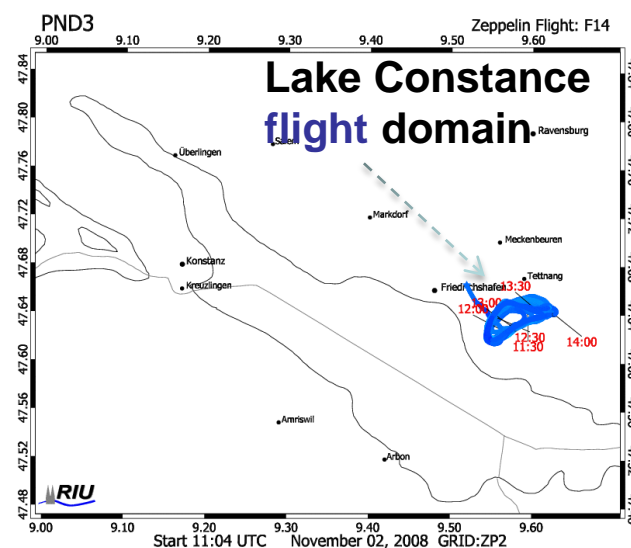 PND3
Zeppelin Flight: F14
9.00 9.10 9.20 9.30 9.40 9.50 9.60
Lake Constance
flight domain
47.84
47.80
47.76
47.72
47.68
47.64
47.60
47.56
47.52
47.48
Ravensburg
Überlingen
Markdorf
Meckenbeuren
Konstanz
Tettnang
Kreuzlingen
Friedrichshafen
13:30
13:00
12:00
12:30
14:00
11:30
Amriswil
Arbon
RIU
9.00 9.10 9.20 9.30 9.40 9.50 9.60
Start 11:04 UTC November 02, 2008 GRID:ZP2